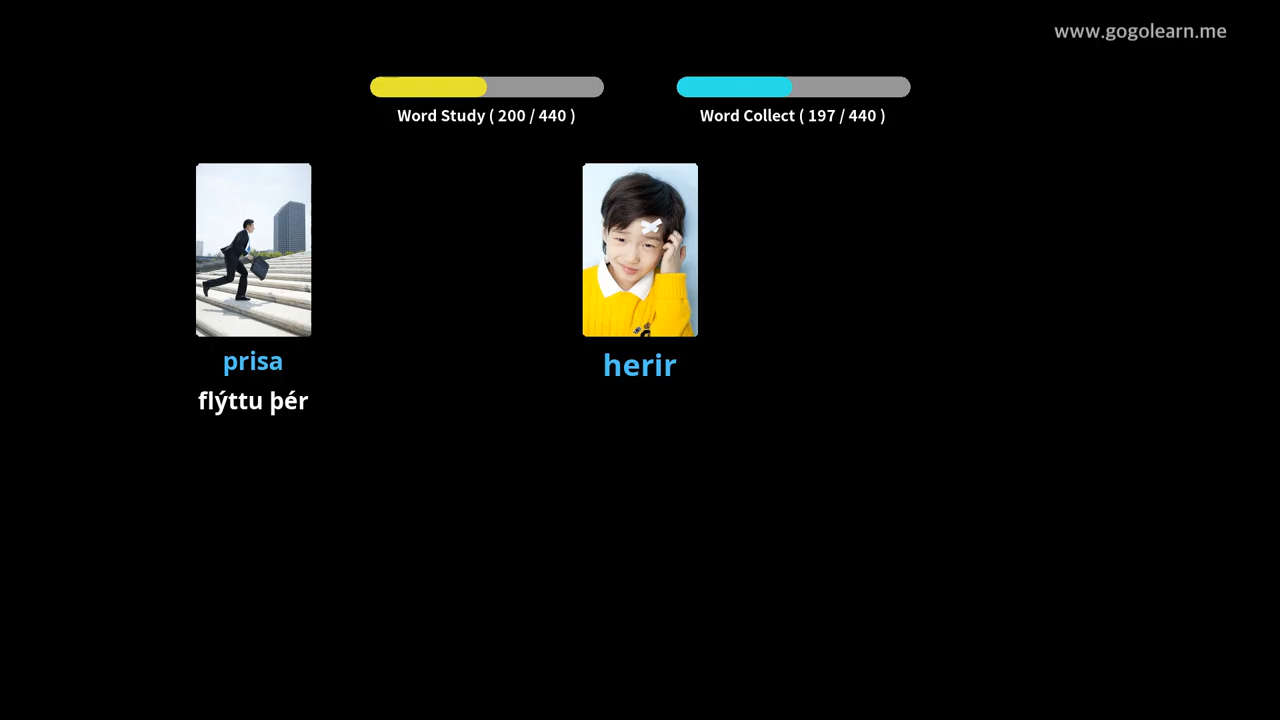 www.gogolearn.me
Word Study ( 200 / 440 )
Word Collect ( 197 / 440 )
prisa
flýttu þér
herir